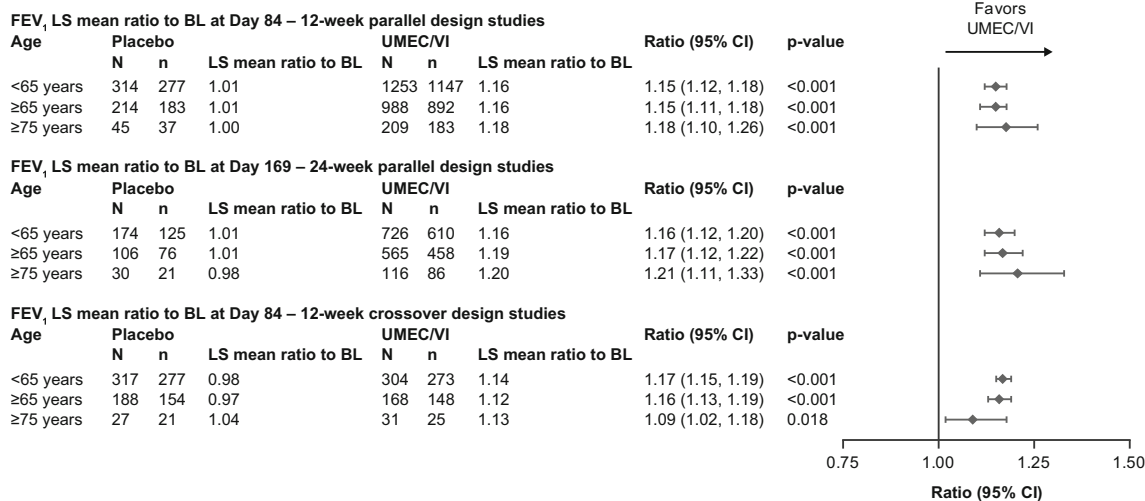 Favors
UMEC/VI
FEV1 LS mean ratio to BL at Day 84 – 12-week parallel design studies
Age Placebo UMEC/VI Ratio (95% CI) p-value
N n LS mean ratio to BL N n LS mean ratio to BL
<65 years 314 277 1.01 1253 1147 1.16 1.15 (1.12, 1.18) <0.001
≥65 years 214 183 1.01 988 892 1.16 1.15 (1.11, 1.18) <0.001
≥75 years 45 37 1.00 209 183 1.18 1.18 (1.10, 1.26) <0.001
FEV1 LS mean ratio to BL at Day 169 – 24-week parallel design studies
Age Placebo UMEC/VI Ratio (95% CI) p-value
N n LS mean ratio to BL N n LS mean ratio to BL
<65 years 174 125 1.01 726 610 1.16 1.16 (1.12, 1.20) <0.001
≥65 years 106 76 1.01 565 458 1.19 1.17 (1.12, 1.22) <0.001
≥75 years 30 21 0.98 116 86 1.20 1.21 (1.11, 1.33) <0.001
FEV1 LS mean ratio to BL at Day 84 – 12-week crossover design studies
Age Placebo UMEC/VI Ratio (95% CI) p-value
N n LS mean ratio to BL N n LS mean ratio to BL
<65 years 317 277 0.98 304 273 1.14 1.17 (1.15, 1.19) <0.001
≥65 years 188 154 0.97 168 148 1.12 1.16 (1.13, 1.19) <0.001
≥75 years 27 21 1.04 31 25 1.13 1.09 (1.02, 1.18) 0.018
0.75 1.00 1.25 1.50
Ratio (95% CI)